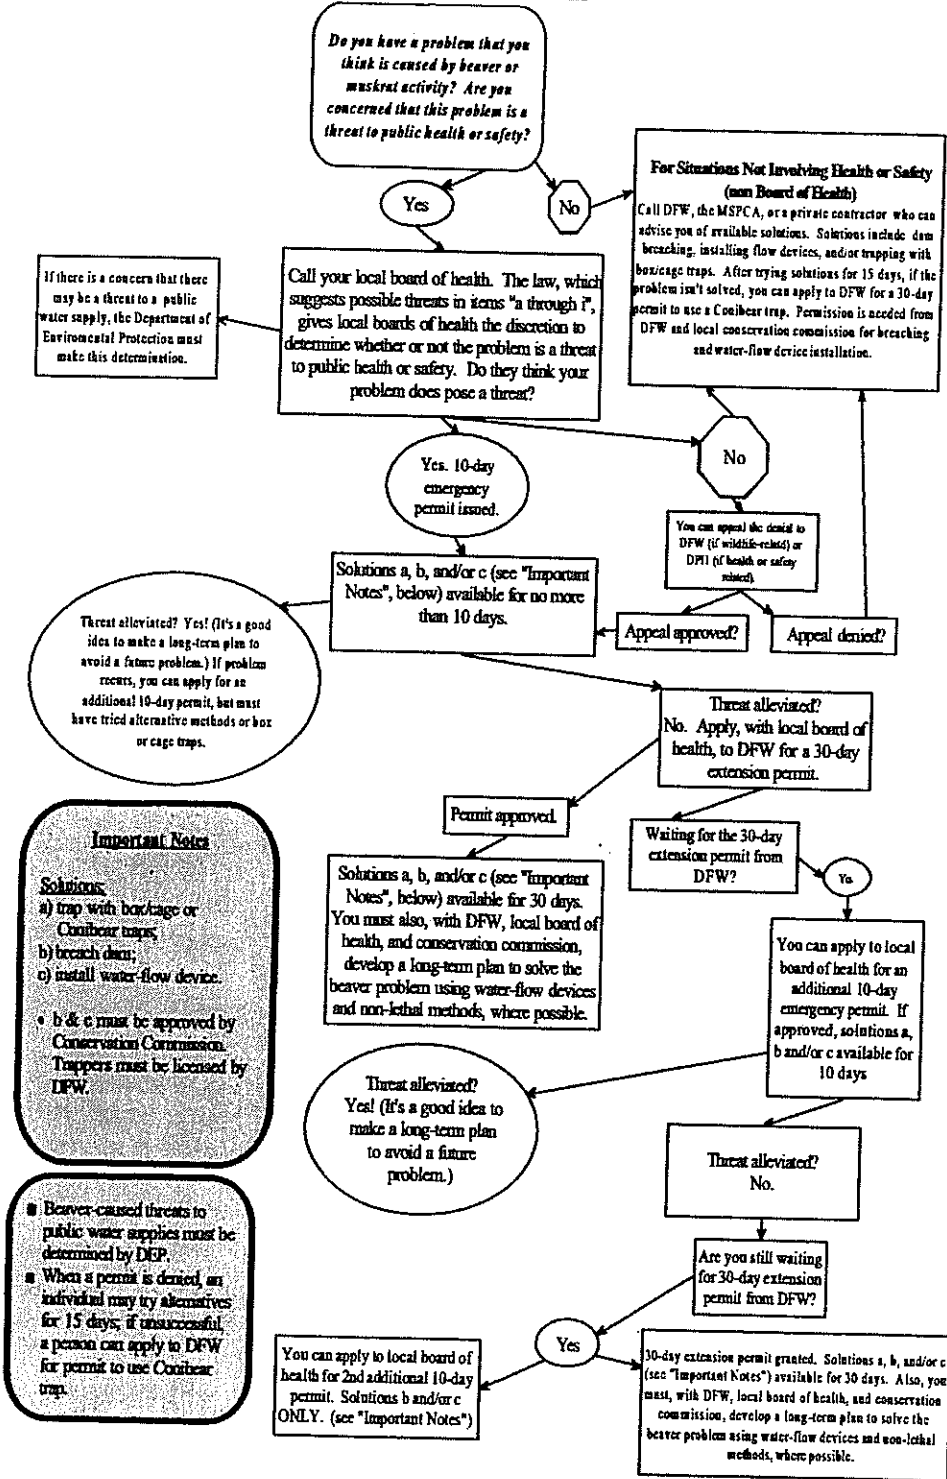 Do you have a problem that you
think is caused by beaver or
muskrat activity? Are you
concerned that this problem is a
threat to public health or safety?
Yes
No
For Situations Not Involving Health or Safety
(non Board of Health)
Call DFW, the MSPCA, or a private contractor who can
advise you of available solutions. Solutions include dam
breaching, installing flow devices, and/or trapping with
box/cage traps. After trying solutions for 15 days, if the
problem isn't solved, you can apply to DFW for a 30-day
permit to use a Conibear trap. Permission is needed from
DFW and local conservation commission for breaching
and water-flow device installation.
If there is a concern that there
may be a threat to a public
water supply, the Department of
Enviromental Protection must
make this determination.
Call your local board of health. The law, which
suggests possible threats in items "a through i",
gives local boards of health the discretion to
determine whether or not the problem is a threat
to public health or safety. Do they think your
problem does pose a threat?
Yes. 10-day
emergency
permit issued.
No
You can appeal the denial to
DFW (if wildlife-related) or
DPH (if health or safety
related).
Solutions a, b, and/or c (see "Important
Notes", below) available for no more
than 10 days.
Appeal approved?
Appeal denied?
Threat alleviated? Yes! (It's a good
idea to make a long-term plan to
avoid a future problem.) If problem
recurs, you can apply for an
additional 10-day permit, but must
have tried alternative methods or box
or cage traps.
Threat alleviated?
No. Apply, with local board of
health, to DFW for a 30-day
extension permit.
Permit approved.
Waiting for the 30-day
extension permit from
DFW?
Solutions a, b, and/or c (see "Important
Notes", below) available for 30 days.
You must also, with DFW, local board of
health, and conservation commission,
develop a long-term plan to solve the
beaver problem using water-flow devices
and non-lethal methods, where possible.
You can apply to local
board of health for an
additional 10-day
emergency permit. If
approved, solutions a,
b and/or c available for
10 days
Important Notes
Solutions:
a) trap with box/cage or
Conibear traps;
b) breach dam;
c) install water-flow device.
• b & c must be approved by
Conservation Commission.
Trappers must be licensed by
DFW.
Threat alleviated?
Yes! (It's a good idea to
make a long-term plan
to avoid a future
problem.)
Threat alleviated?
No.
■ Beaver-caused threats to
public water supplies must be
determined by DEP.
■ When a permit is denied, an
individual may try alternatives
for 15 days; if unsuccessful,
a person can apply to DFW
for permit to use Conibear
trap.
Are you still waiting
for 30-day extension
permit from DFW?
Yes
You can apply to local board of
health for 2nd additional 10-day
permit. Solutions b and/or c
ONLY. (see "Important Notes")
30-day extension permit granted. Solutions a, b, and/or c
(see "Important Notes") available for 30 days. Also, you
must, with DFW, local board of health, and conservation
commission, develop a long-term plan to solve the
beaver problem using water-flow devices and non-lethal
methods, where possible.